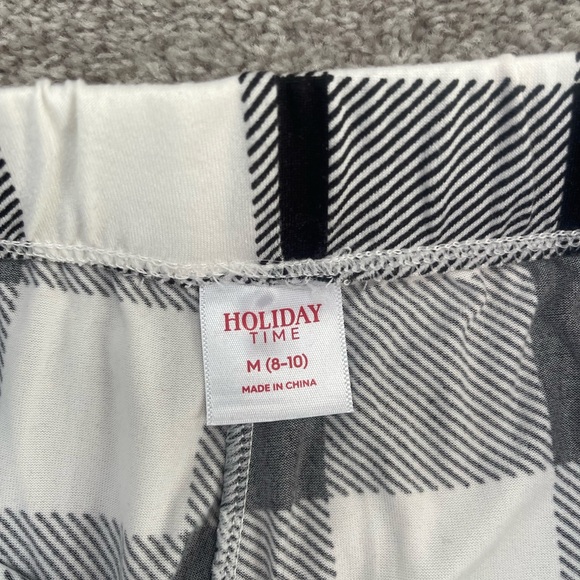 HOLIDAY
TIME
M (8-10)
MADE IN CHINA